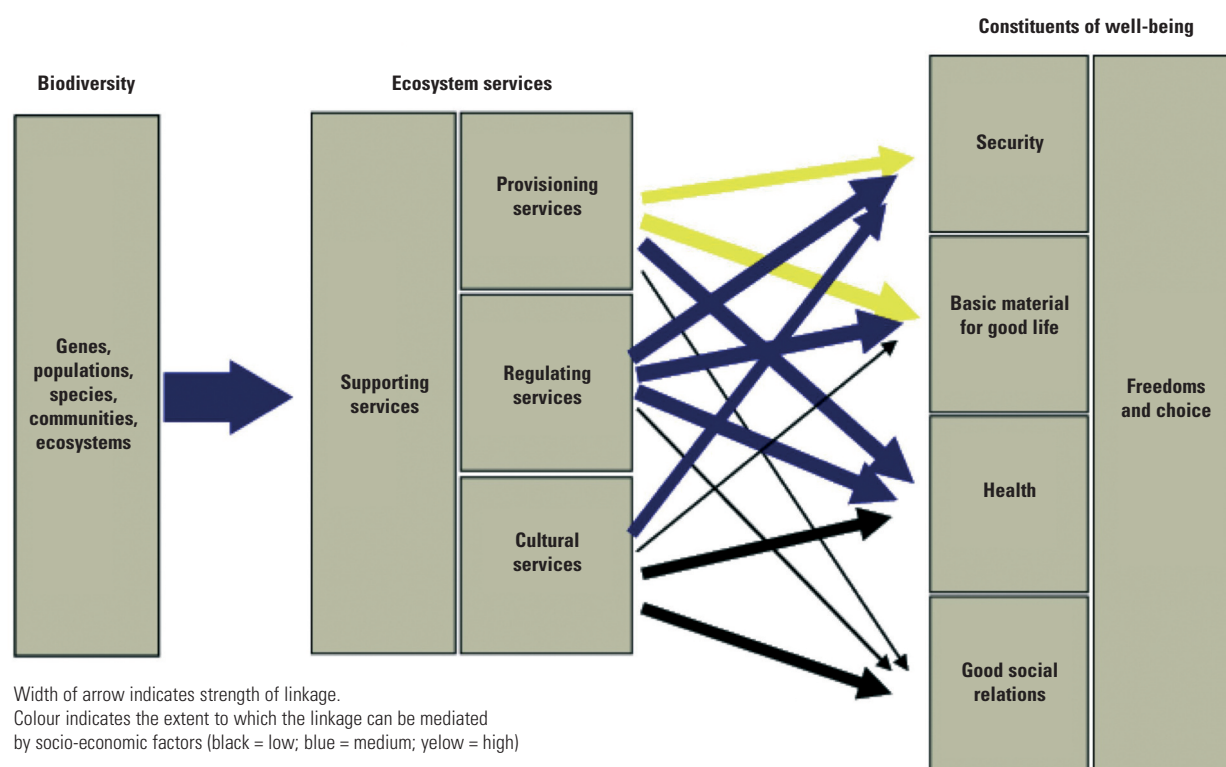 Constituents of well-being
Biodiversity
Ecosystem services
Genes,
populations,
species,
communities,
ecosystems
Supporting
services
Provisioning
services
Regulating
services
Cultural
services
Security
Basic material
for good life
Health
Good social
relations
Freedoms
and choice
Width of arrow indicates strength of linkage.
Colour indicates the extent to which the linkage can be mediated
by socio-economic factors (black = low; blue = medium; yelow = high)